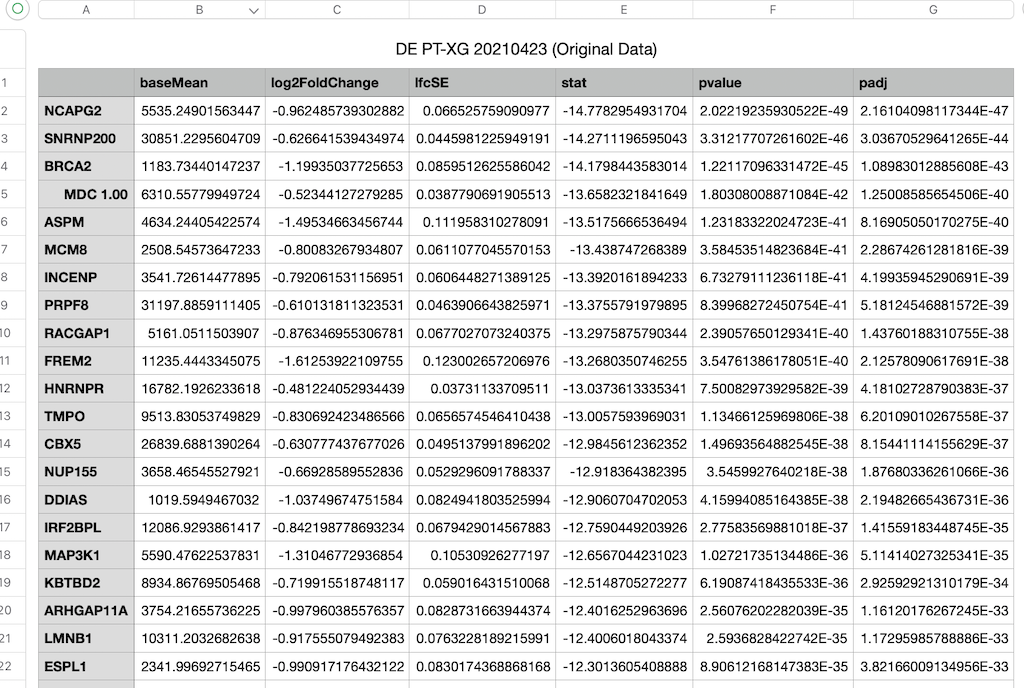 A B C D E F G
DE PT-XG 20210423 (Original Data)
1 baseMean log2FoldChange lfcSE stat pvalue padj
2 NCAPG2 5535.24901563447 -0.962485739302882 0.066525759090977 -14.7782954931704 2.02219235930522E-49 2.16104098117344E-47
3 SNRNP200 30851.2295604709 -0.626641539434974 0.0445981225949191 -14.2711196595043 3.31217707261602E-46 3.03670529641265E-44
4 BRCA2 1183.73440147237 -1.19935037725653 0.0859512625586042 -14.1798443583014 1.22117096331472E-45 1.08983012885608E-43
5 MDC 1.00 6310.55779949724 -0.52344127279285 0.0387790691905513 -13.6582321841649 1.80308008871084E-42 1.25008585654506E-40
6 ASPM 4634.24405422574 -1.49534663456744 0.111958310278091 -13.5175666536494 1.23183322024723E-41 8.16905050170275E-40
7 MCM8 2508.54573647233 -0.80083267934807 0.0611077045570153 -13.438747268389 3.58453514823684E-41 2.28674261281816E-39
8 INCENP 3541.72614477895 -0.792061531156951 0.0606448271389125 -13.39201618942​33 6.73279111236118E-41 4.19935945290691E-39
9 PRPF8 31197.8859111405 -0.610131811323531 0.046390664382597​1 -13.3755791979895 8.39968272450754E-41 5.18124546881572E-39
10 RACGAP1 5161.0511503907 -0.876346955306781 0.0677027073240375 -13.2975875790344 2.39057650129341E-40 1.43760188310755E-38
11 FREM2 11235.4443345075 -1.61253922109755 0.123002657206976 -13.2680350746255 3.54761386178051E-40 2.12578090617691E-38
12 HNRNPR 16782.1926233618 -0.481224052934439 0.03731133709511 -13.0373613335341 7.50082973929582E-39 4.18102728790383E-37
13 TMPO 9513.83053749829 -0.830692423486566 0.0656574546410438 -13.0057593969031 1.13466125969806E-38 6.20109010267558E-37
14 CBX5 26839.6881390264 -0.630777437677026 0.0495137991896202 -12.9845612362352 1.49693564882545E-38 8.15441114155629E-37
15 NUP155 3658.46545527921 -0.66928589552836 0.0529296091788337 -12.918364382395 3.5459927640218E-38 1.87680336261066E-36
16 DDIAS 1019.5949467032 -1.03749674751584 0.0824941803525994 -12.9060704702053 4.15994085164385E-38 2.19482665436731E-36
17 IRF2BPL 12086.9293861417 -0.842198778693234 0.0679429014567883 -12.7590449203926 2.77583569881018E-37 1.41559183448745E-35
18 MAP3K1 5590.47622537831 -1.31046772936854 0.10530926277197 -12.6567044231023 1.02721735134486E-36 5.11414027325341E-35
19 KBTBD2 8934.86769505468 -0.719915518748117 0.059016431510068 -12.5148705272277 6.19087418435533E-36 2.92592921310179E-34
20 ARHGAP11A 3754.21655736225 -0.997960385576357 0.0828731663944374 -12.4016252963696 2.56076202282039E-35 1.16120176267245E-33
21 LMNB1 10311.2032682638 -0.917555079492383 0.0763228189215991 -12.4006018043374 2.5936828422742E-35 1.17295985788886E-33
22 ESPL1 2341.99692715465 -0.990917176432122 0.0830174368868168 -12.3013605408888 8.90612168147383E-35 3.82166009134956E-33